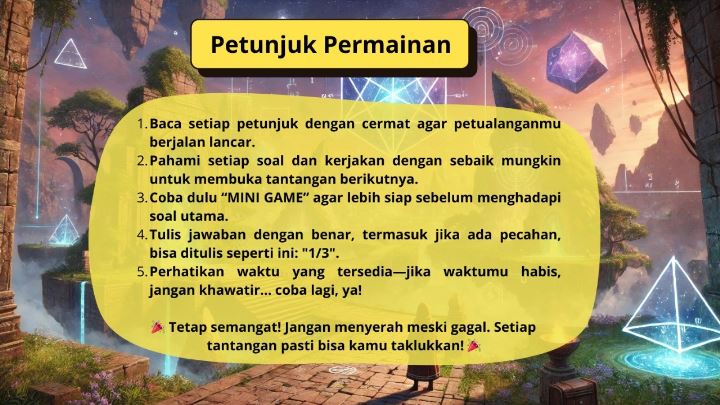 Petunjuk Permainan
1. Baca setiap petunjuk dengan cermat agar petualanganmu
berjalan lancar.
2. Pahami setiap soal dan kerjakan dengan sebaik mungkin
untuk membuka tantangan berikutnya.
3. Coba dulu “MINI GAME” agar lebih siap sebelum menghadapi
soal utama.
4. Tulis jawaban dengan benar, termasuk jika ada pecahan,
bisa ditulis seperti ini: "1/3".
5. Perhatikan waktu yang tersedia—jika waktumu habis,
jangan khawatir... coba lagi, ya!
🎉 Tetap semangat! Jangan menyerah meski gagal. Setiap
tantangan pasti bisa kamu taklukkan! 🎉